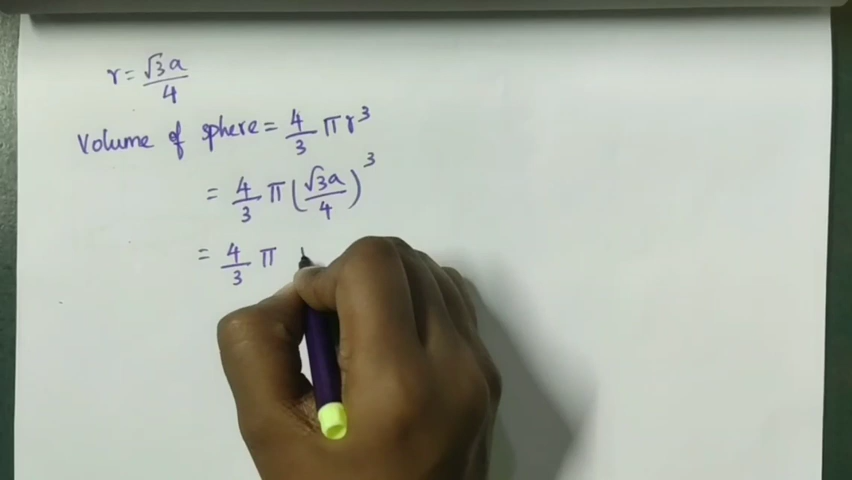 r = √3a/4
Volume of sphere = 4/3 πr³
= 4/3 π (√3a/4)³
= 4/3 π